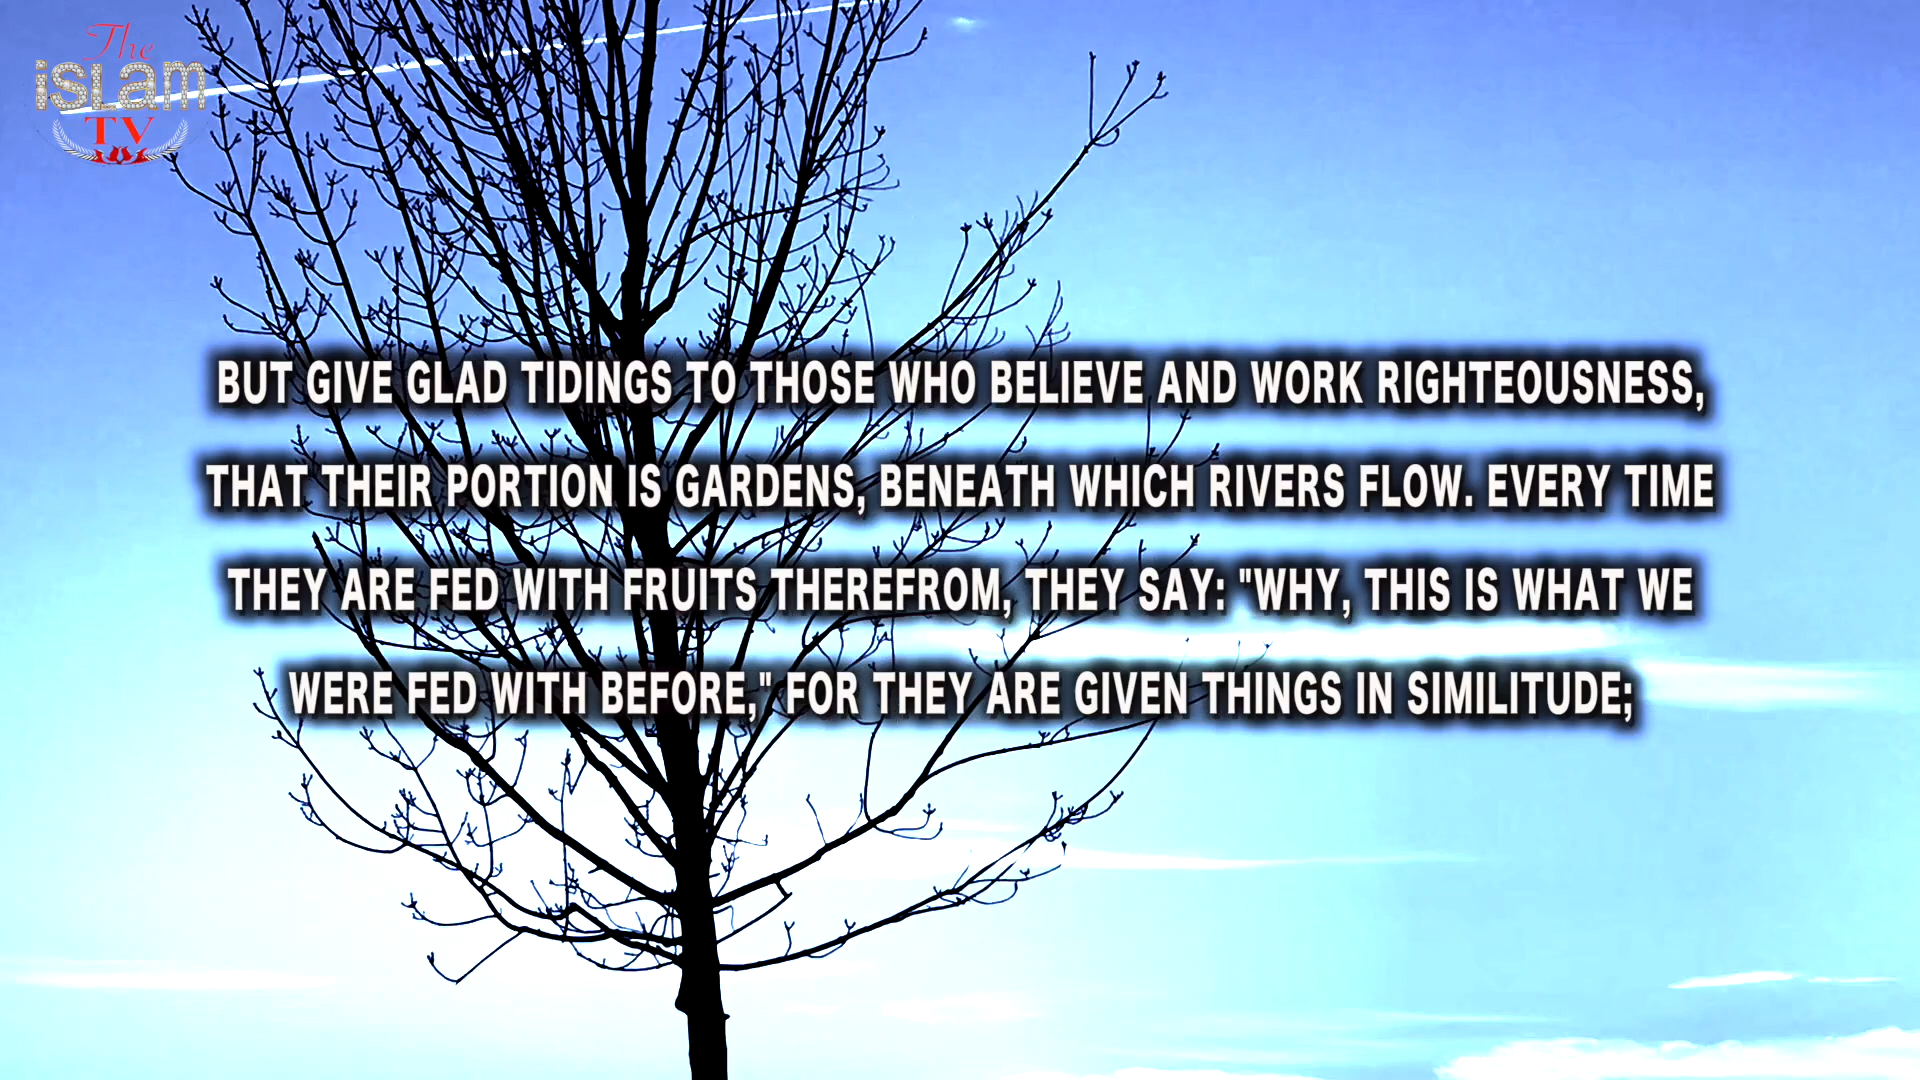 The
iSLam
TV
BUT GIVE GLAD TIDINGS TO THOSE WHO BELIEVE AND WORK RIGHTEOUSNESS,
THAT THEIR PORTION IS GARDENS, BENEATH WHICH RIVERS FLOW. EVERY TIME
THEY ARE FED WITH FRUITS THEREFROM, THEY SAY: "WHY, THIS IS WHAT WE
WERE FED WITH BEFORE," FOR THEY ARE GIVEN THINGS IN SIMILITUDE;